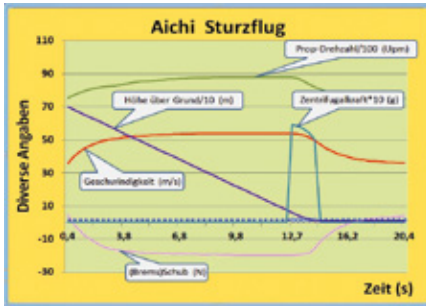 Aichi Sturzflug
Prop-Drehzahl/100 (Upm)
Höhe über Grund/10 (m)
Zentrifugalkraft*10 (g)
Geschwindigkeit (m/s)
(Brems)Schub (N)
Diverse Angaben
110
90
70
50
30
10
-10
-30
0,4 3,8 6,4 9,8 12,7 16,2 20,4
Zeit (s)